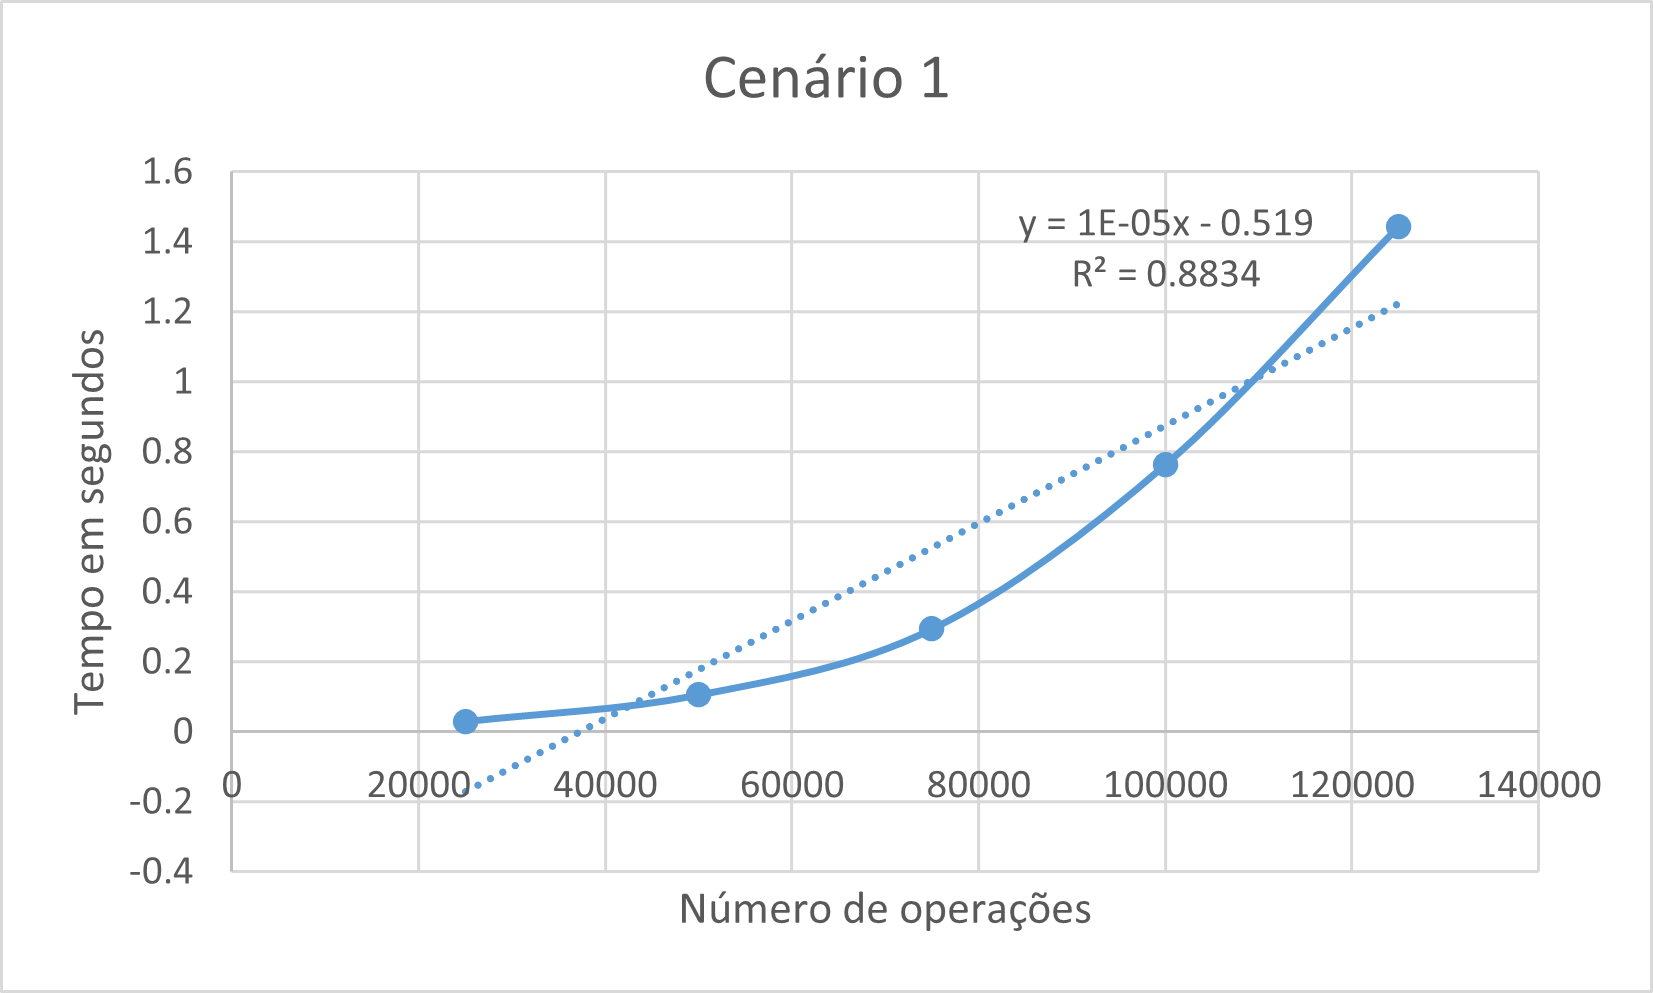 Cenário 1
1.6
1.4
1.2
1
0.8
0.6
0.4
0.2
0
-0.2
-0.4
Tempo em segundos
y = 1E-05x - 0.519
R² = 0.8834
0 20000 40000 60000 80000 100000 120000 140000
Número de operações